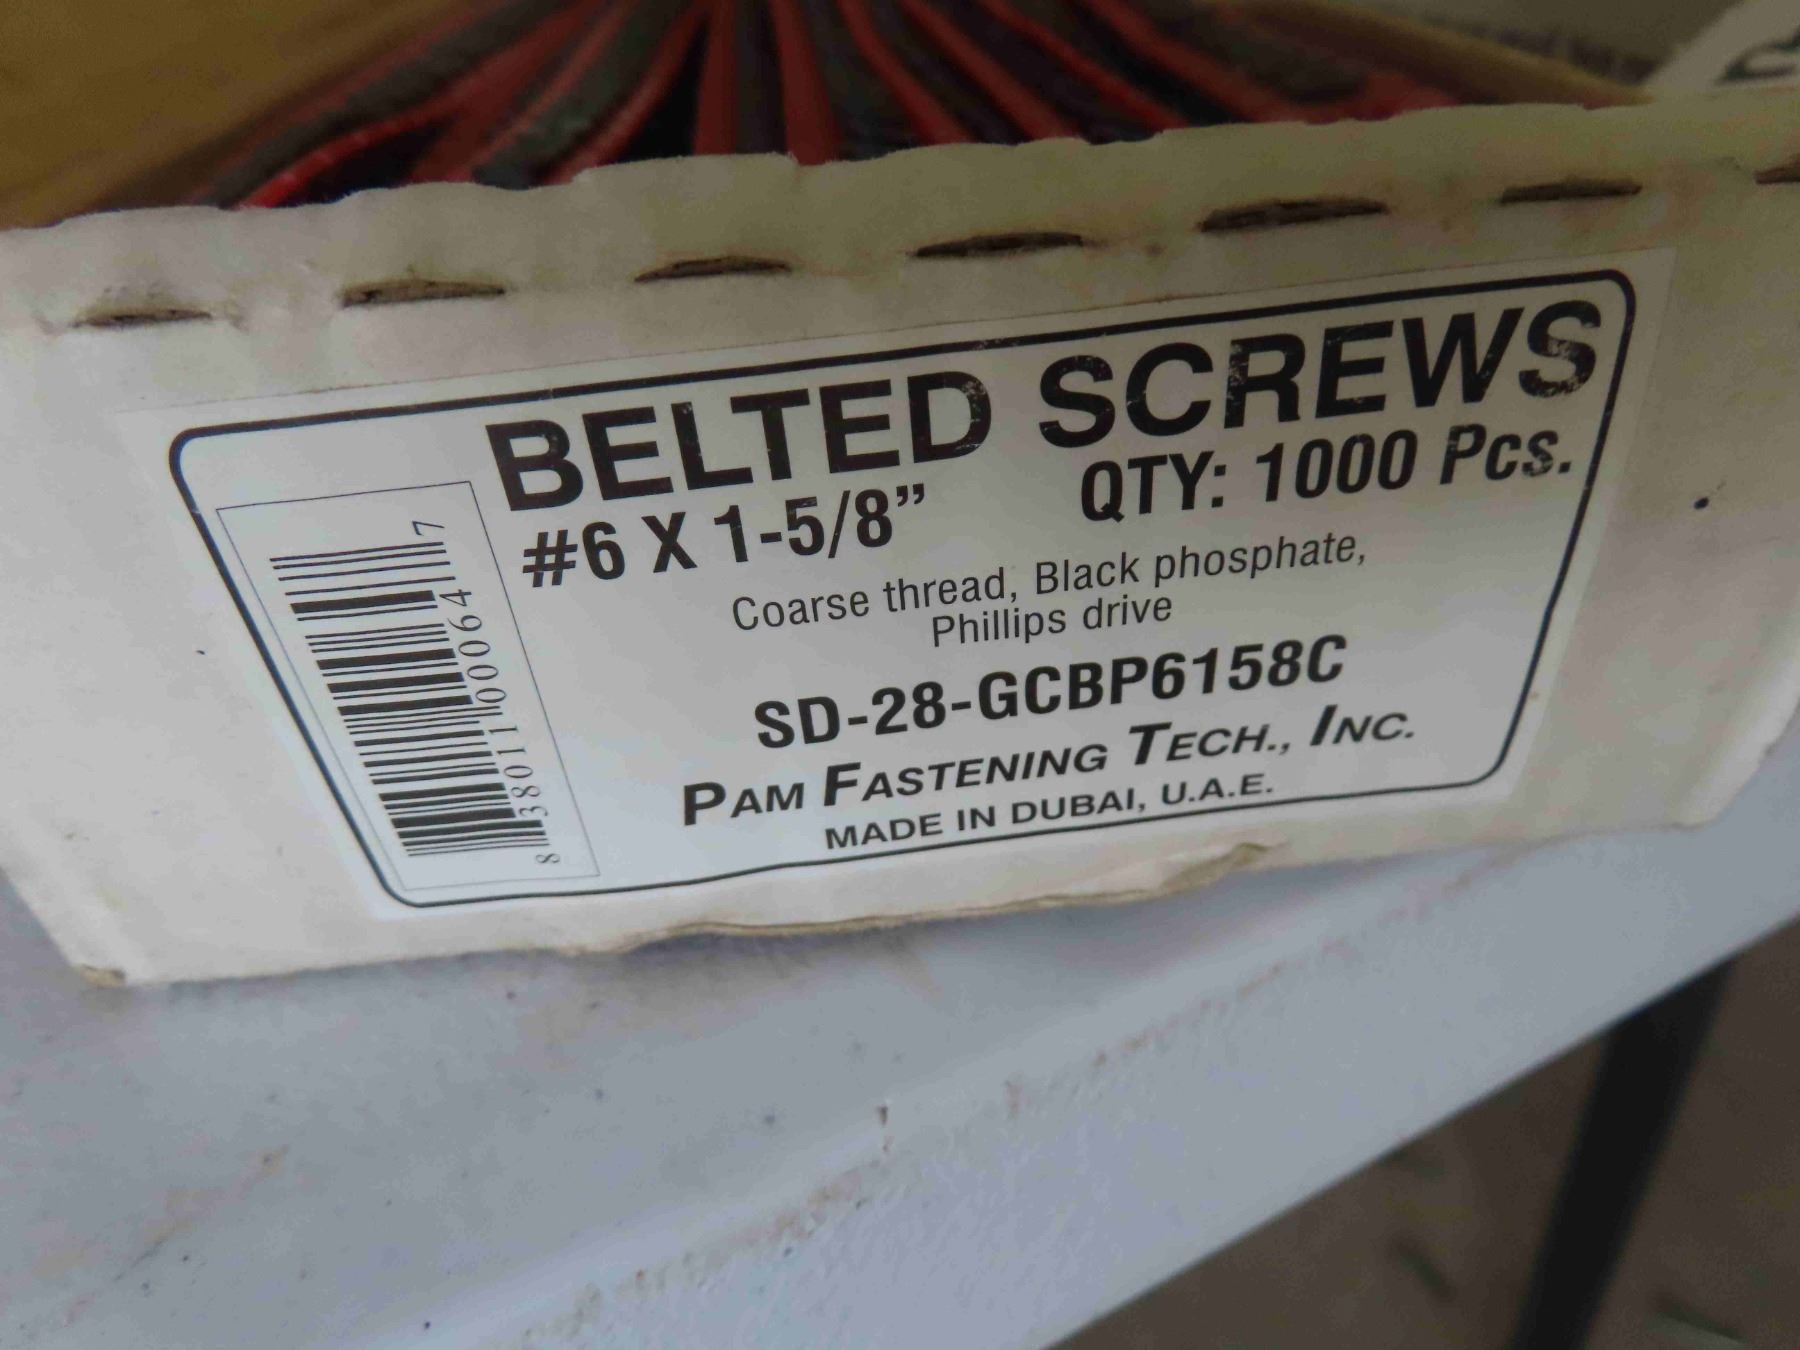 BELTED SCREWS
#6 X 1-5/8” QTY: 1000 Pcs.
Coarse thread, Black phosphate,
Phillips drive
SD-28-GCBP6158C
PAM FASTENING TECH., INC.
MADE IN DUBAI, U.A.E.
8 38011 00064 7